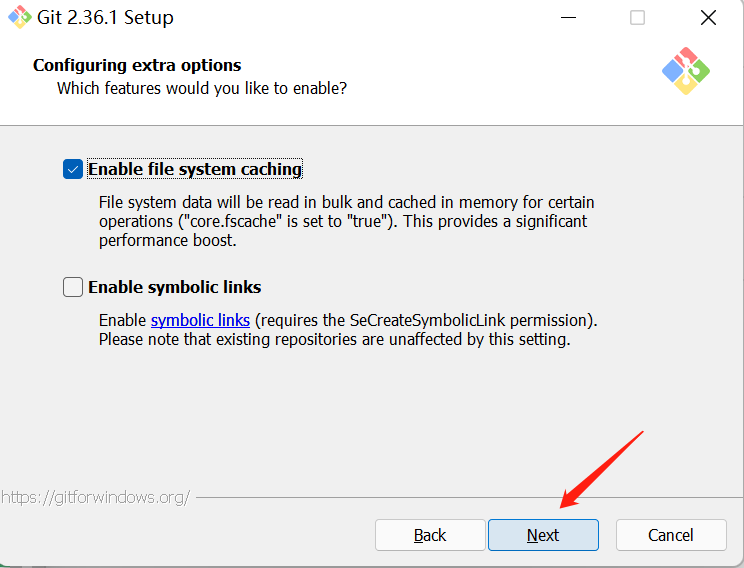 Git 2.36.1 Setup
Configuring extra options
Which features would you like to enable?
Enable file system caching
File system data will be read in bulk and cached in memory for certain
operations ("core.fscache" is set to "true"). This provides a significant
performance boost.
Enable symbolic links
Enable symbolic links (requires the SeCreateSymbolicLink permission).
Please note that existing repositories are unaffected by this setting.
https://gitforwindows.org/
Back
Next
Cancel